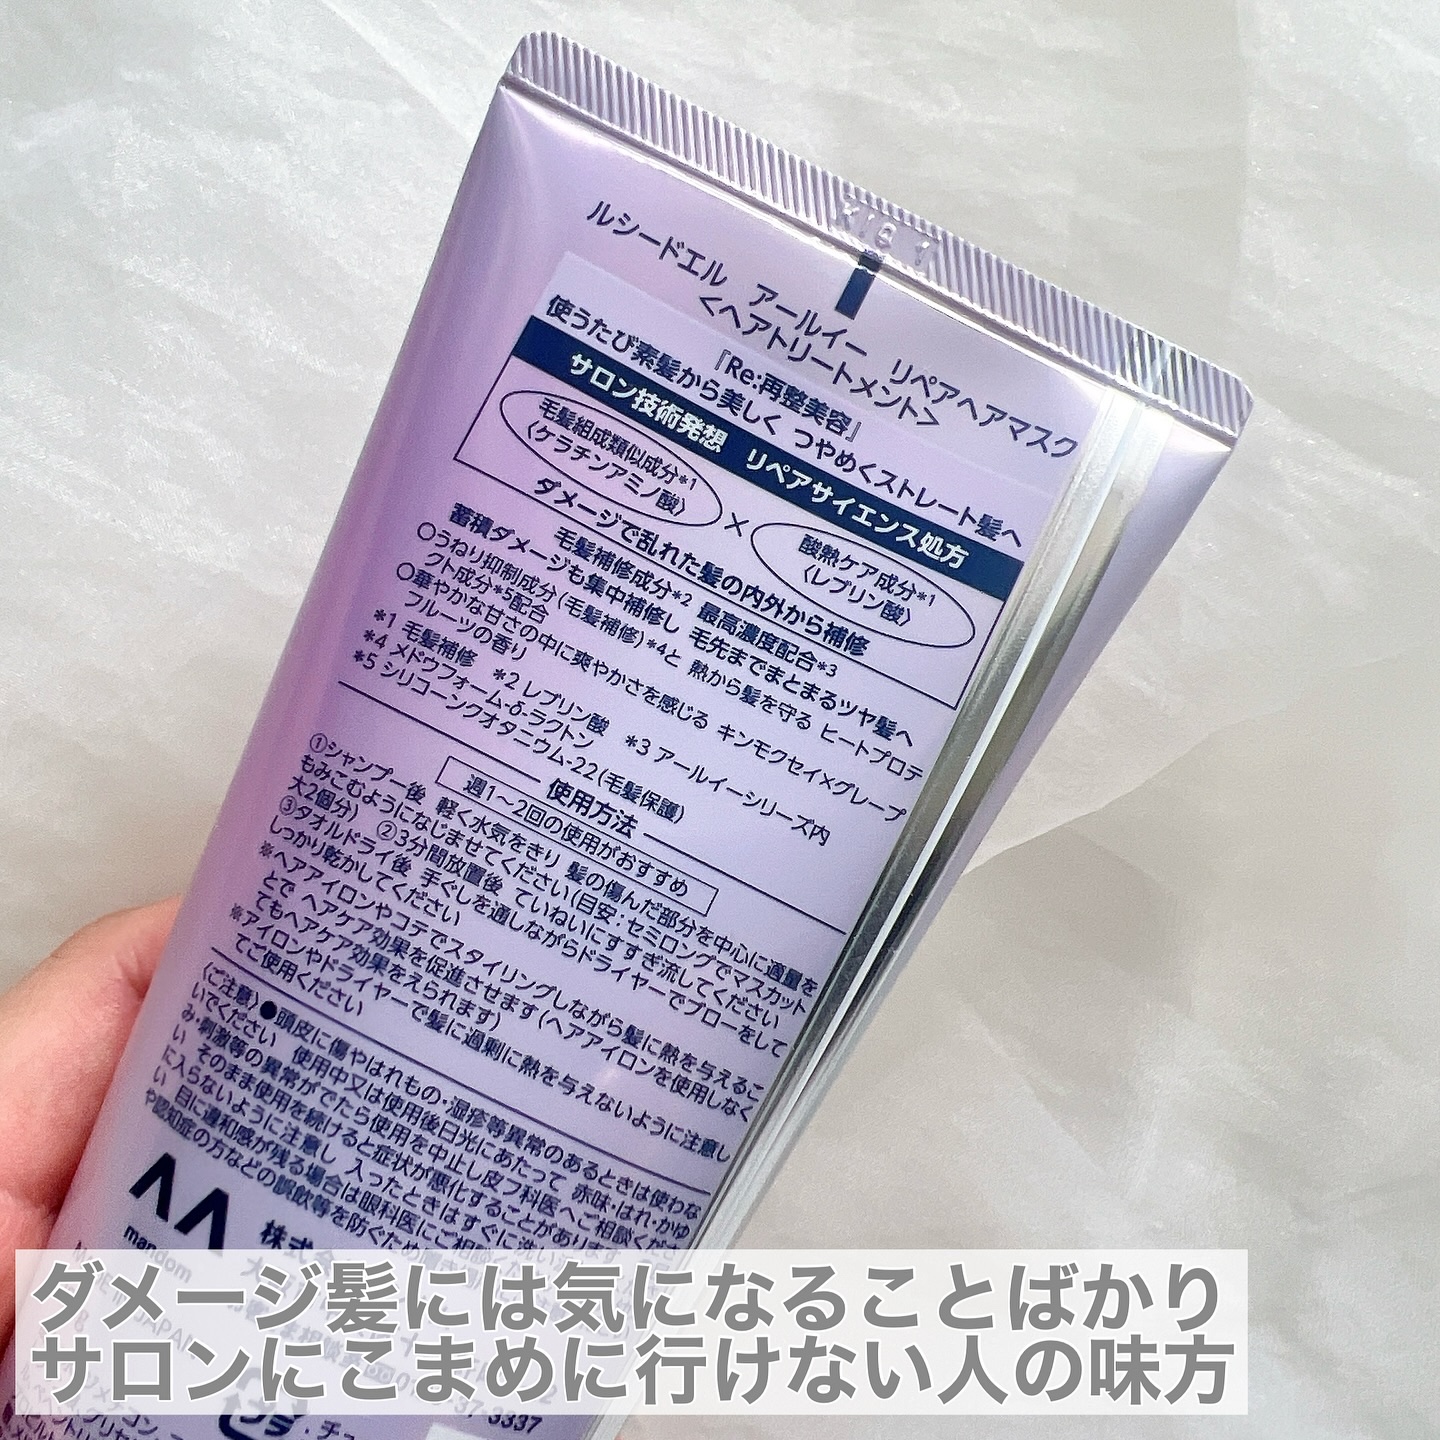 ルシードエル アールイー リペアヘアマスク
<ヘアトリートメント>
『Re:再整美容』
使うたび素髪から美しく つやめくストレート髪へ
サロン技術発想 リペアサイエンス処方
毛髪組成類似成分*1
〈ケラチンアミノ酸〉
×
酸熱ケア成分*1
〈レブリン酸〉
ダメージで乱れた髪の内外から補修
毛髪補修成分*2 最高濃度配合*3
蓄積ダメージも集中補修し 毛先までまとまるツヤ髪へ
○うねり抑制成分(毛髪補修)*4と 熱から髪を守る ヒートプロテ
クト成分*5配合
○華やかな甘さの中に爽やかさを感じる キンモクセイ×グレープ
フルーツの香り
*1 毛髪補修 *2 レブリン酸 *3 アールイーシリーズ内
*4 メドウフォーム-δ-ラクトン
*5 シリコーンクオタニウム-22(毛髪保護)
使用方法
週1~2回の使用がおすすめ
①シャンプー後 軽く水気をきり 髪の傷んだ部分を中心に適量を
もみこむようになじませてください(目安:セミロングでマスカット
大2個分) ②3分間放置後 ていねいにすすぎ流してください
③タオルドライ後 手ぐしを通しながらドライヤーでブローをして
しっかり乾かしてください
※ヘアアイロンやコテでスタイリングしながら髪に熱を与えるこ
とで ヘアケア効果を促進させます(ヘアアイロンを使用しなく
てもヘアケア効果をえられます)
※アイロンやドライヤーで髪に過剰に熱を与えないように注意し
てご使用ください
〈ご注意〉●頭皮に傷やはれもの・湿疹等異常のあるときは使わな
いでください 使用中又は使用後日光にあたって 赤味・はれ・かゆ
み・刺激等の異常がでたら使用を中止し皮フ科医へご相談くださ
い そのまま使用を続けると症状が悪化することがあります
に入らないように注意し 入ったときはすぐに洗い
い 目に違和感が残る場合は眼科医にご相談
や認知症の方などの誤飲等を防ぐため
mandom
株式会
MADE IN JAPAN
37-3337
プラ
ダメージ髪には気になることばかり
サロンにこまめに行けない人の味方